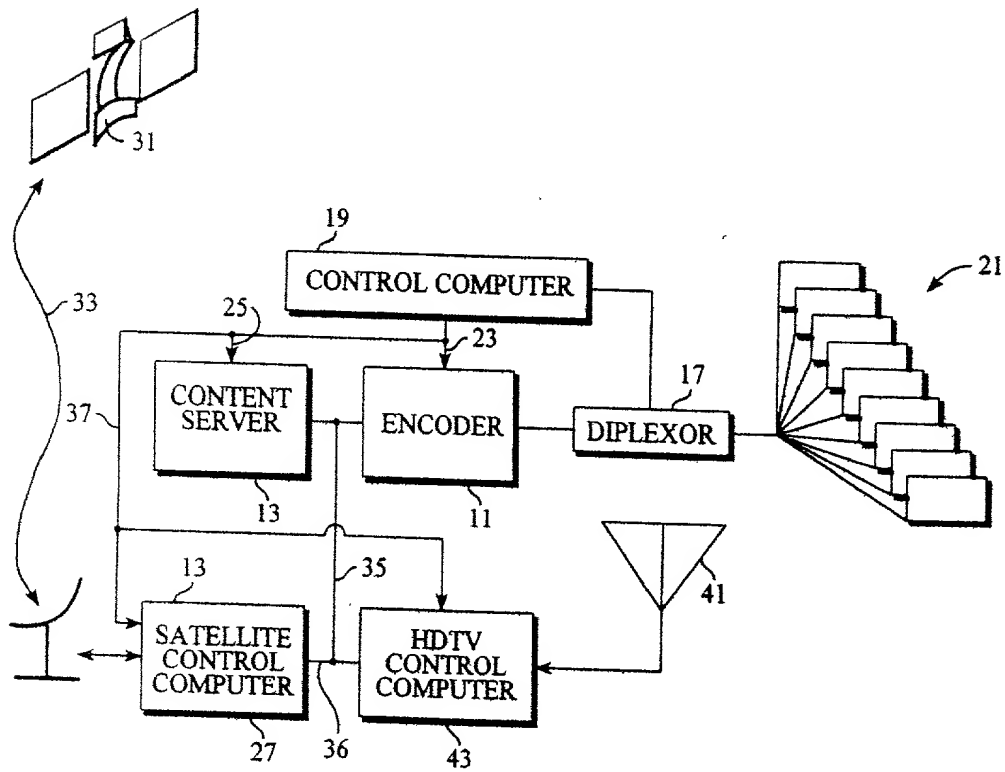 31
19
CONTROL COMPUTER
21
33
25
23
CONTENT
SERVER
ENCODER
17
DIPLEXOR
37
13
11
35
41
13
SATELLITE
CONTROL
COMPUTER
HDTV
CONTROL
COMPUTER
27
36
43